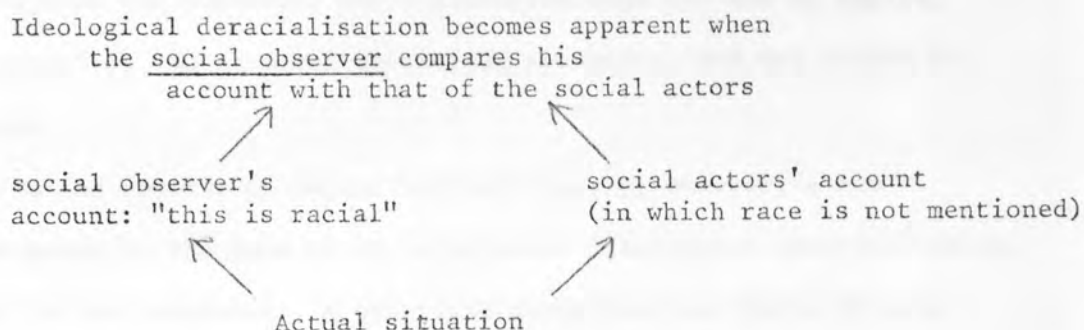 Ideological deracialisation becomes apparent when
the social observer compares his
account with that of the social actors
social observer's
account: "this is racial"
social actors' account
(in which race is not mentioned)
Actual situation